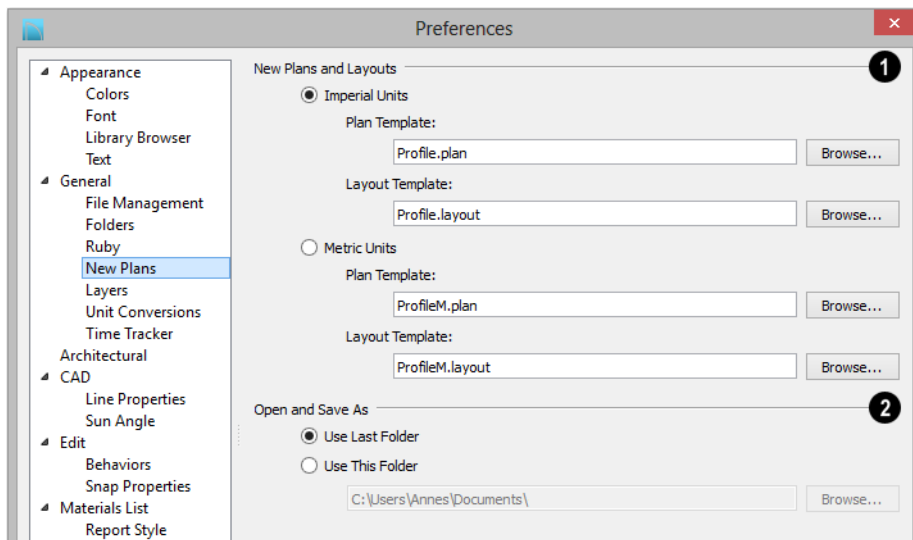 Preferences
Appearance
Colors
Font
Library Browser
Text
General
File Management
Folders
Ruby
New Plans
Layers
Unit Conversions
Time Tracker
Architectural
CAD
Line Properties
Sun Angle
Edit
Behaviors
Snap Properties
Materials List
Report Style
New Plans and Layouts
1
Imperial Units
Plan Template:
Profile.plan Browse...
Layout Template:
Profile.layout Browse...
Metric Units
Plan Template:
ProfileM.plan Browse...
Layout Template:
ProfileM.layout Browse...
Open and Save As
2
Use Last Folder
Use This Folder
C:\Users\Annes\Documents\ Browse...